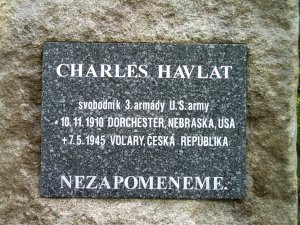 CHARLES HAVLAT
svobodník 3. armády U.S. army
* 10. 11. 1910 DORCHESTER, NEBRASKA, USA
+ 7. 5. 1945 VOLARY, ČESKÁ REPUBLIKA
NEZAPOMENEME.